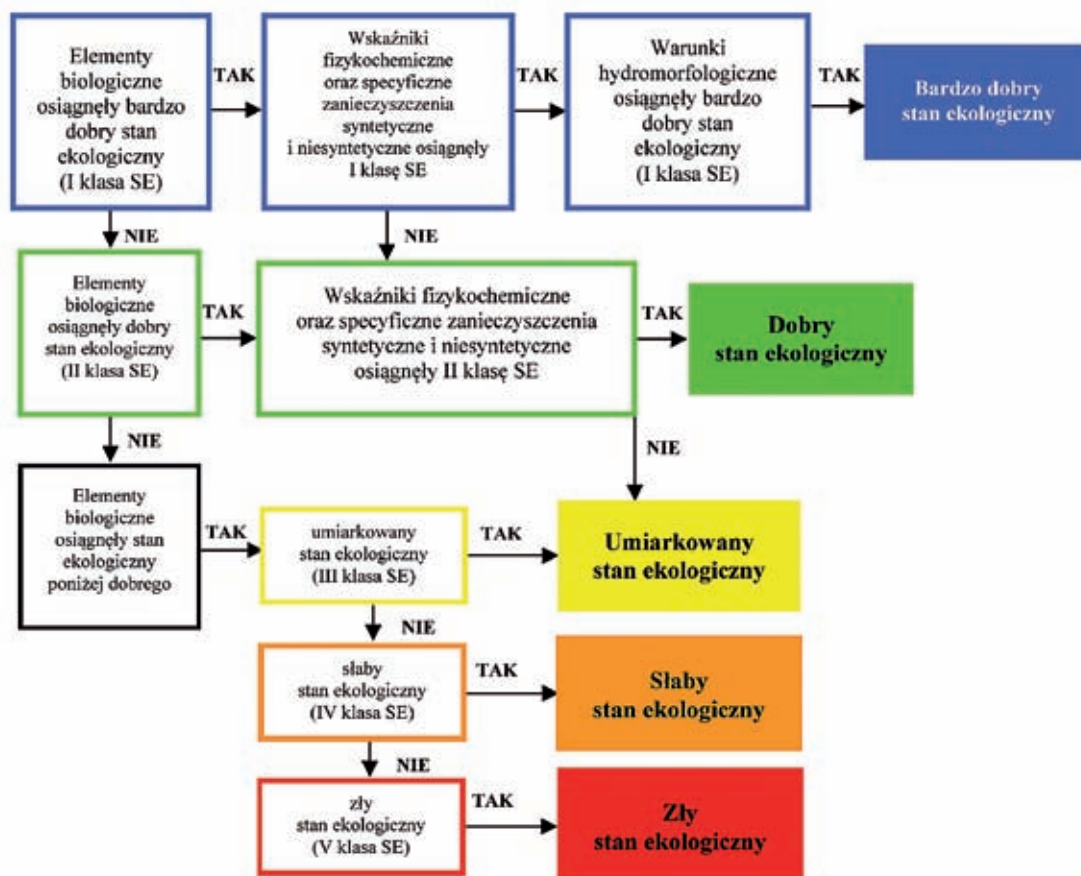 Elementy
biologiczne
osiągnęły bardzo
dobry stan
ekologiczny
(I klasa SE)
TAK
Wskaźniki
fizykochemiczne
oraz specyficzne
zanieczyszczenia
syntetyczne
i niesyntetyczne osiągnęły
I klasę SE
TAK
Warunki
hydromorfologiczne
osiągnęły bardzo
dobry stan
ekologiczny
(I klasa SE)
TAK
Bardzo dobry
stan ekologiczny
NIE
NIE
Elementy
biologiczne
osiągnęły dobry
stan ekologiczny
(II klasa SE)
TAK
Wskaźniki fizykochemiczne
oraz specyficzne zanieczyszczenia
syntetyczne i niesyntetyczne
osiągnęły II klasę SE
TAK
Dobry
stan ekologiczny
NIE
NIE
Elementy
biologiczne
osiągnęły stan
ekologiczny
poniżej dobrego
TAK
umiarkowany
stan ekologiczny
(III klasa SE)
TAK
Umiarkowany
stan ekologiczny
NIE
słaby
stan ekologiczny
(IV klasa SE)
TAK
Słaby
stan ekologiczny
NIE
zły
stan ekologiczny
(V klasa SE)
TAK
Zły
stan ekologiczny